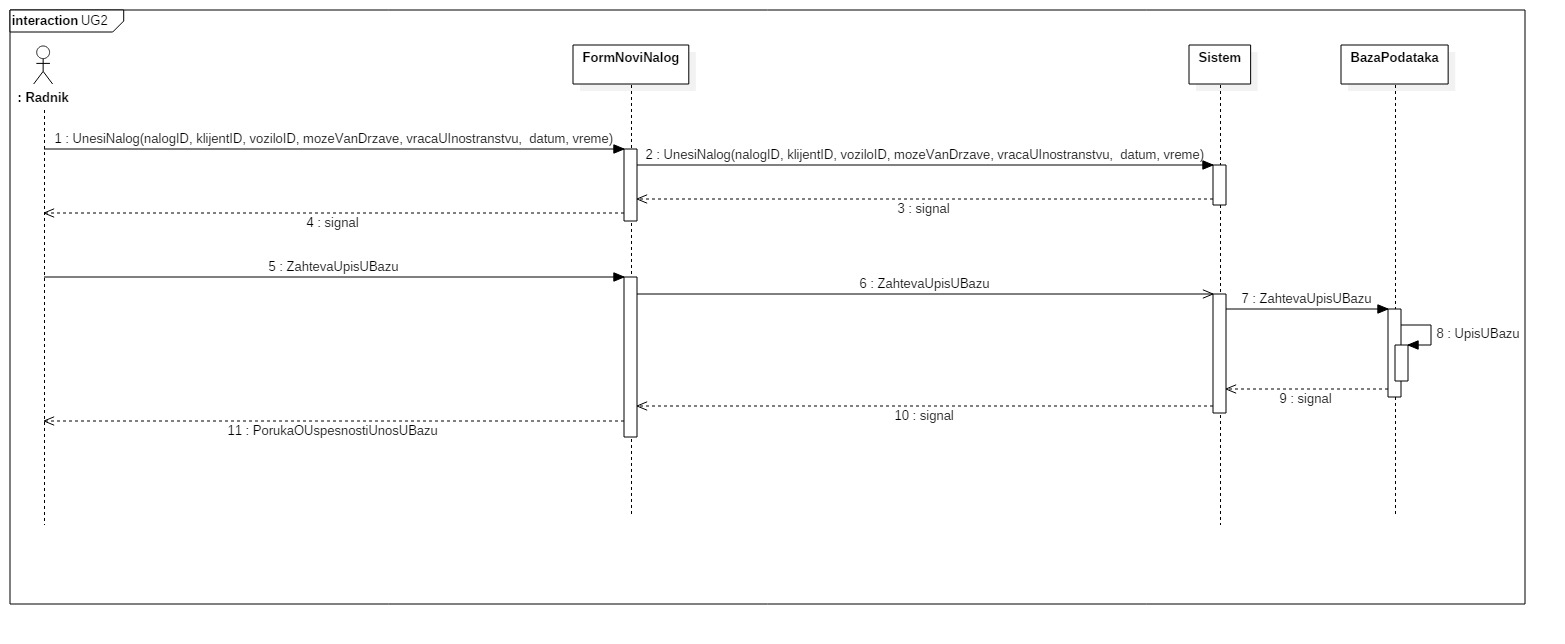 interaction UG2
: Radnik
FormNoviNalog
Sistem
BazaPodataka
1 : UnesiNalog(nalogID, klijentID, voziloID, mozeVanDrzave, vracaUInostranstvu,  datum, vreme)
2 : UnesiNalog(nalogID, klijentID, voziloID, mozeVanDrzave, vracaUInostranstvu,  datum, vreme)
3 : signal
4 : signal
5 : ZahtevaUpisUBazu
6 : ZahtevaUpisUBazu
7 : ZahtevaUpisUBazu
8 : UpisUBazu
9 : signal
10 : signal
11 : PorukaOUspesnostiUnosUBazu